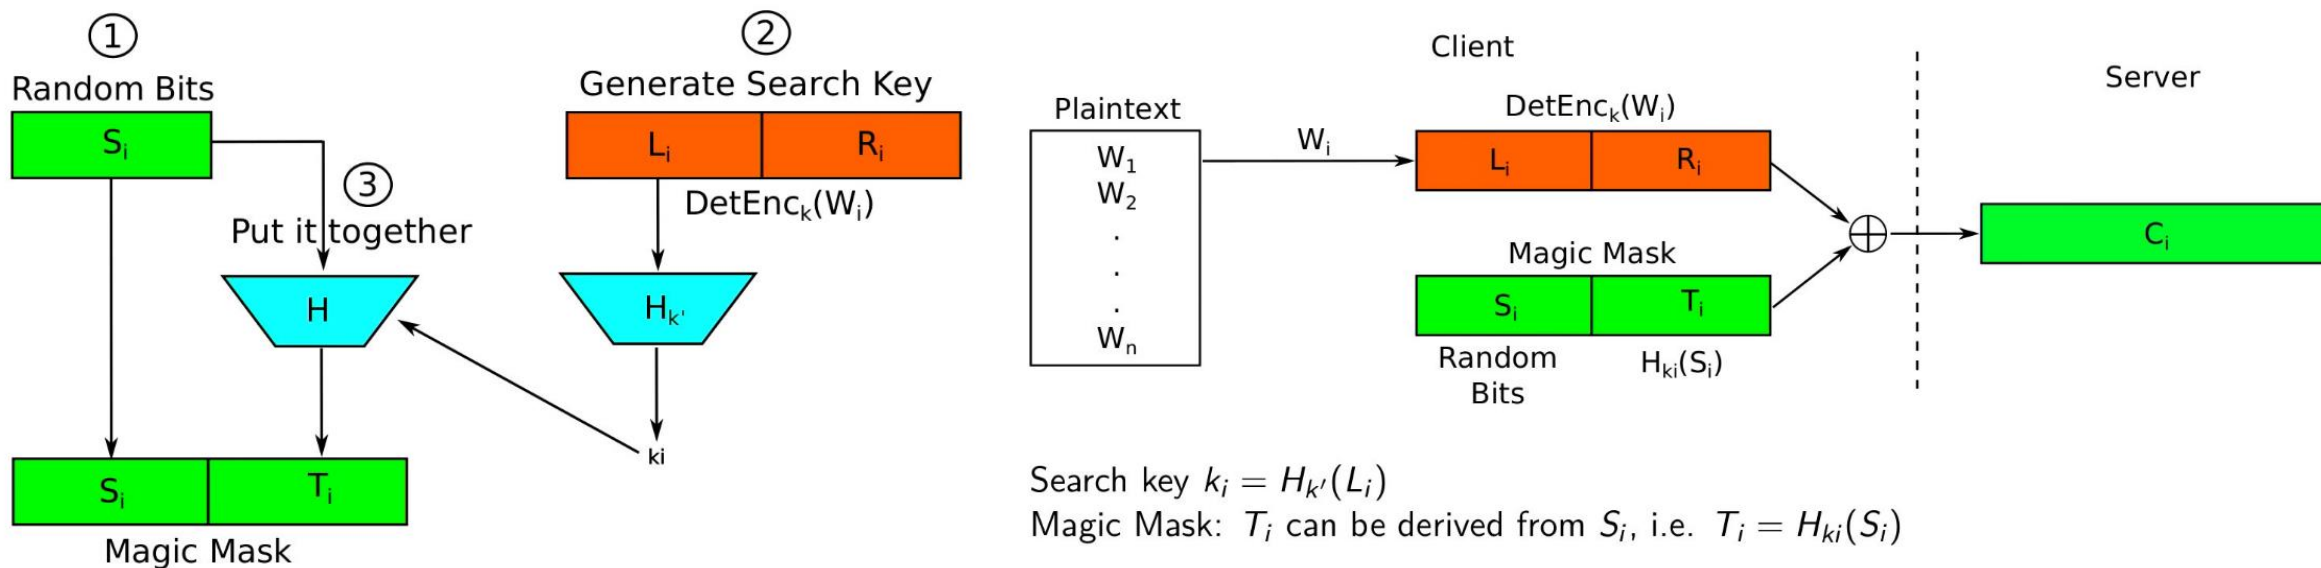 ①
Random Bits
Sᵢ
②
Generate Search Key
Lᵢ Rᵢ
DetEncₖ(Wᵢ)
③
Put it together
H
Hₖ'
ki
Sᵢ Tᵢ
Magic Mask
Client
Server
Plaintext
W₁
W₂
.
.
.
Wₙ
Wᵢ
DetEncₖ(Wᵢ)
Lᵢ Rᵢ
Magic Mask
Sᵢ Tᵢ
Random
Bits
Hₖᵢ(Sᵢ)
⊕
Cᵢ
Search key kᵢ = Hₖ′(Lᵢ)
Magic Mask: Tᵢ can be derived from Sᵢ, i.e. Tᵢ = Hₖᵢ(Sᵢ)